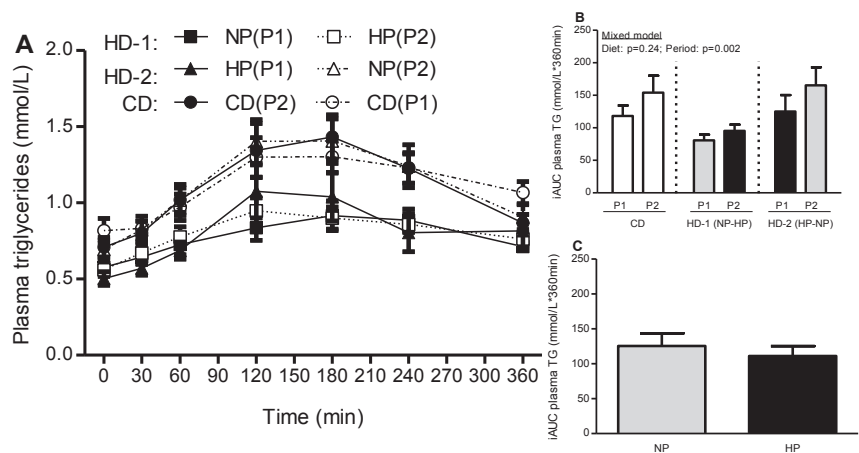 A
HD-1: NP(P1) HP(P2)
HD-2: HP(P1) NP(P2)
CD: CD(P2) CD(P1)
Plasma triglycerides (mmol/L)
2.0
1.5
1.0
0.5
0.0
0 30 60 90 120 150 180 210 240 270 300 330 360
Time (min)
B
Mixed model
Diet: p=0.24; Period: p=0.002
iAUC plasma TG (mmol/L*360min)
250
200
150
100
50
0
P1 P2 P1 P2 P1 P2
CD HD-1 (NP-HP) HD-2 (HP-NP)
C
iAUC plasma TG (mmol/L*360min)
250
200
150
100
50
0
NP HP